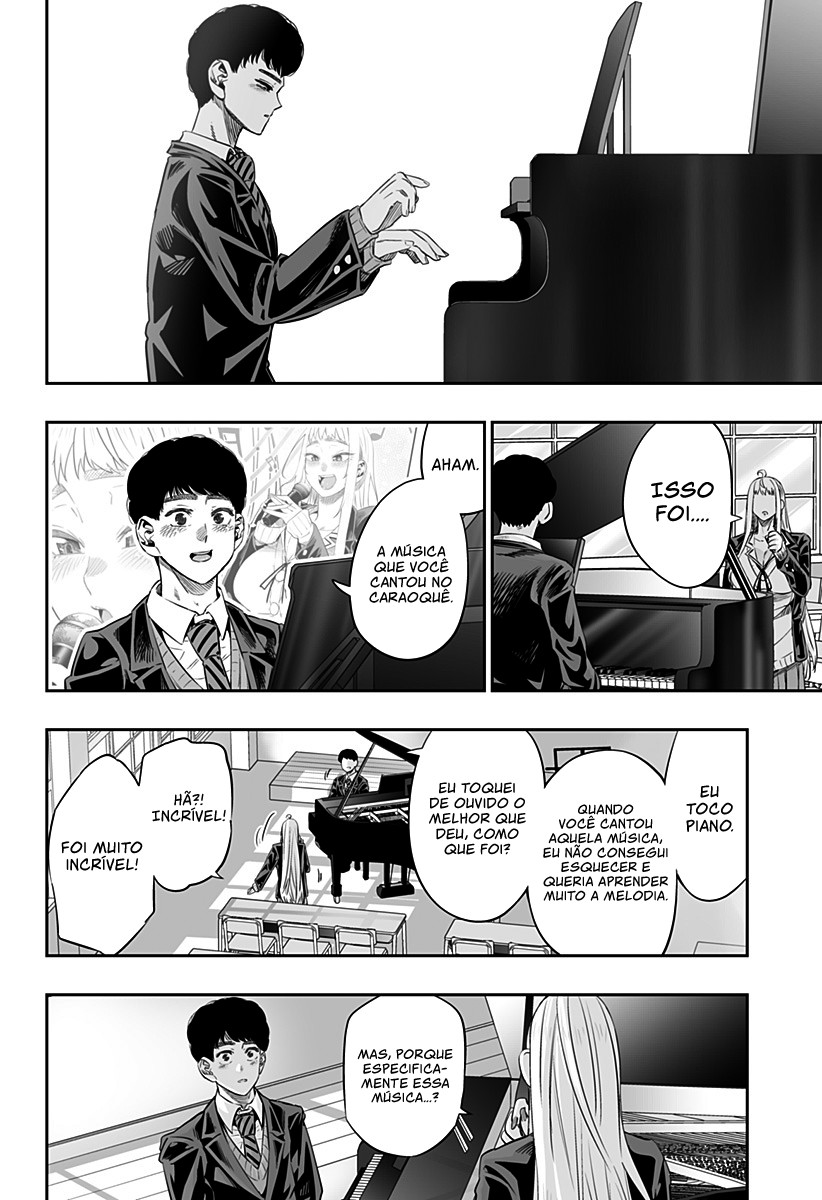 ISSO
FOI....
AHAM.
A MÚSICA
QUE VOCÊ
CANTOU NO
CARAOQUÊ.
EU
TOCO
PIANO.
QUANDO
VOCÊ CANTOU
AQUELA MÚSICA,
EU NÃO CONSEGUI
ESQUECER E
QUERIA APRENDER
MUITO A MELODIA.
EU TOQUEI
DE OUVIDO O
MELHOR QUE
DEU, COMO
QUE FOI?
HÃ?!
INCRÍVEL!
FOI MUITO
INCRÍVEL!
MAS, PORQUE
ESPECIFICA-
MENTE ESSA
MÚSICA...?